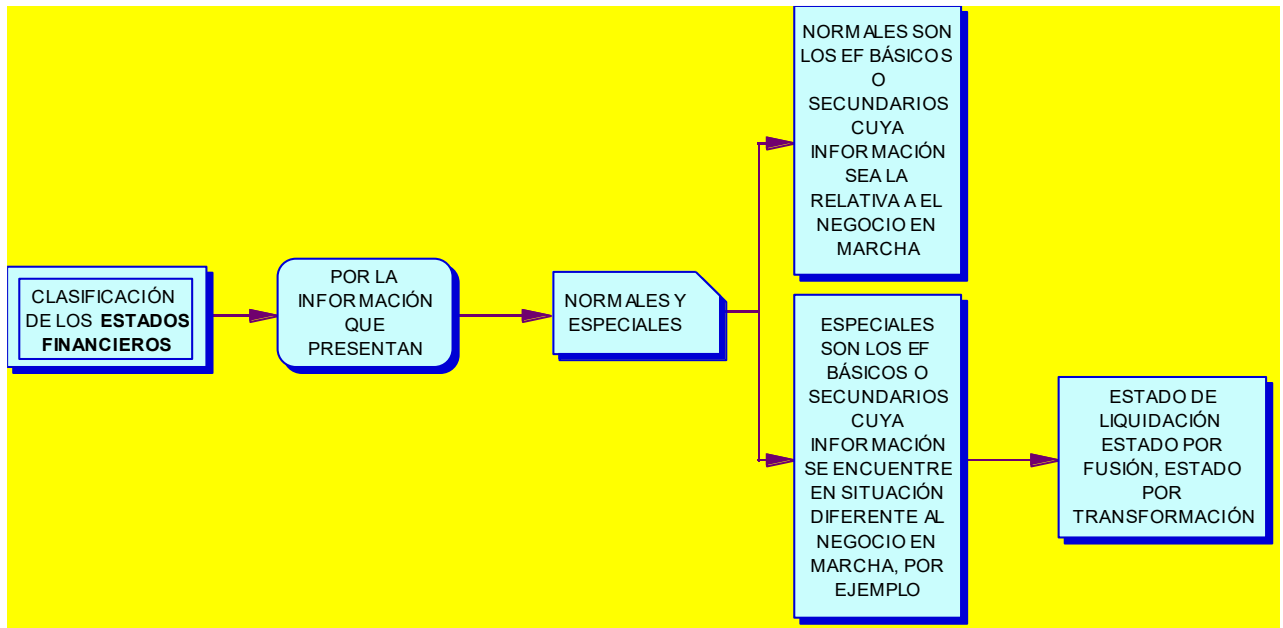 CLASIFICACIÓN
DE LOS ESTADOS
FINANCIEROS
POR LA
INFORMACIÓN
QUE
PRESENTAN
NORMALES Y
ESPECIALES
NORMALES SON
LOS EF BÁSICOS
O
SECUNDARIOS
CUYA
INFORMACIÓN
SEA LA
RELATIVA A EL
NEGOCIO EN
MARCHA
ESPECIALES
SON LOS EF
BÁSICOS O
SECUNDARIOS
CUYA
INFORMACIÓN
SE ENCUENTRE
EN SITUACIÓN
DIFERENTE AL
NEGOCIO EN
MARCHA, POR
EJEMPLO
ESTADO DE
LIQUIDACIÓN
ESTADO POR
FUSIÓN, ESTADO
POR
TRANSFORMACIÓN